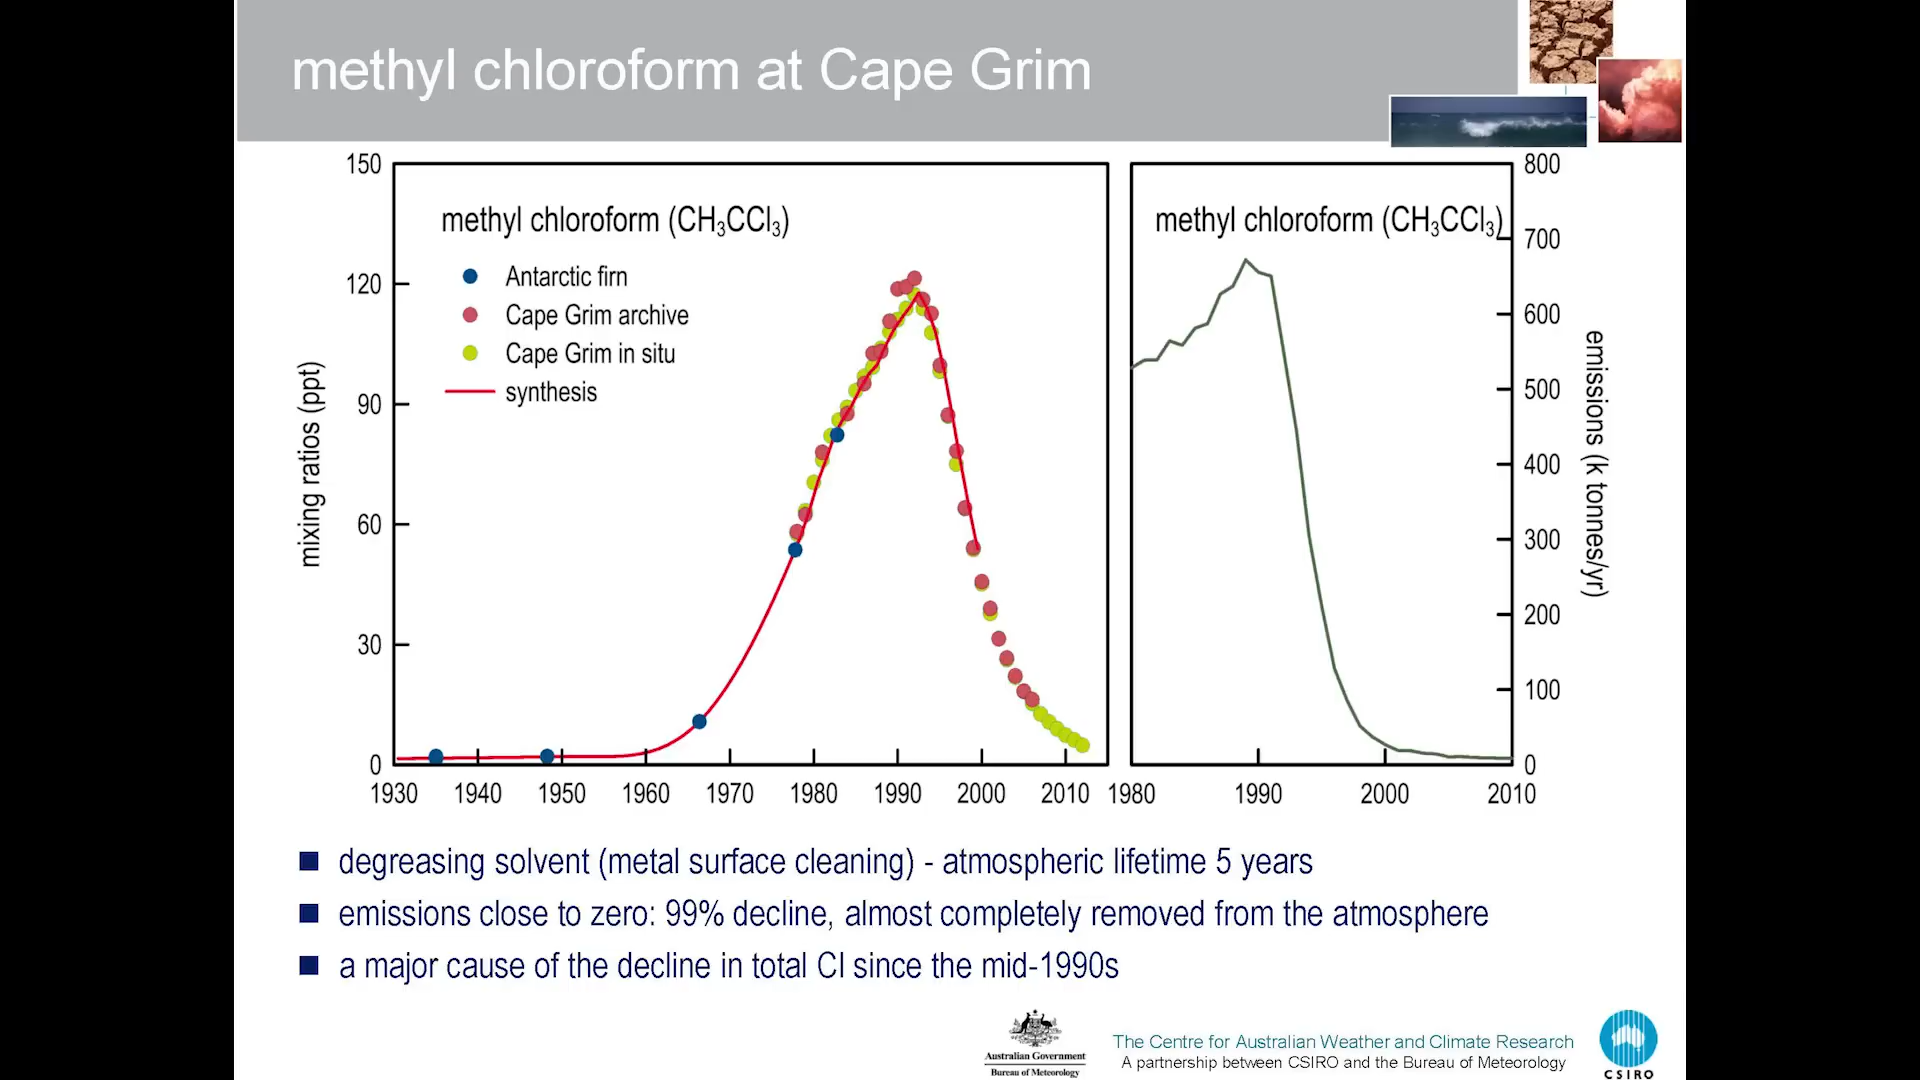 methyl chloroform at Cape Grim
150
120
90
60
30
0
mixing ratios (ppt)
methyl chloroform (CH₃CCl₃)
Antarctic firn
Cape Grim archive
Cape Grim in situ
synthesis
1930 1940 1950 1960 1970 1980 1990 2000 2010
methyl chloroform (CH₃CCl₃)
800
700
600
500
400
300
200
100
0
emissions (k tonnes/yr)
1980 1990 2000 2010
degreasing solvent (metal surface cleaning) - atmospheric lifetime 5 years
emissions close to zero: 99% decline, almost completely removed from the atmosphere
a major cause of the decline in total Cl since the mid-1990s
Australian Government
Bureau of Meteorology
The Centre for Australian Weather and Climate Research
A partnership between CSIRO and the Bureau of Meteorology
CSIRO